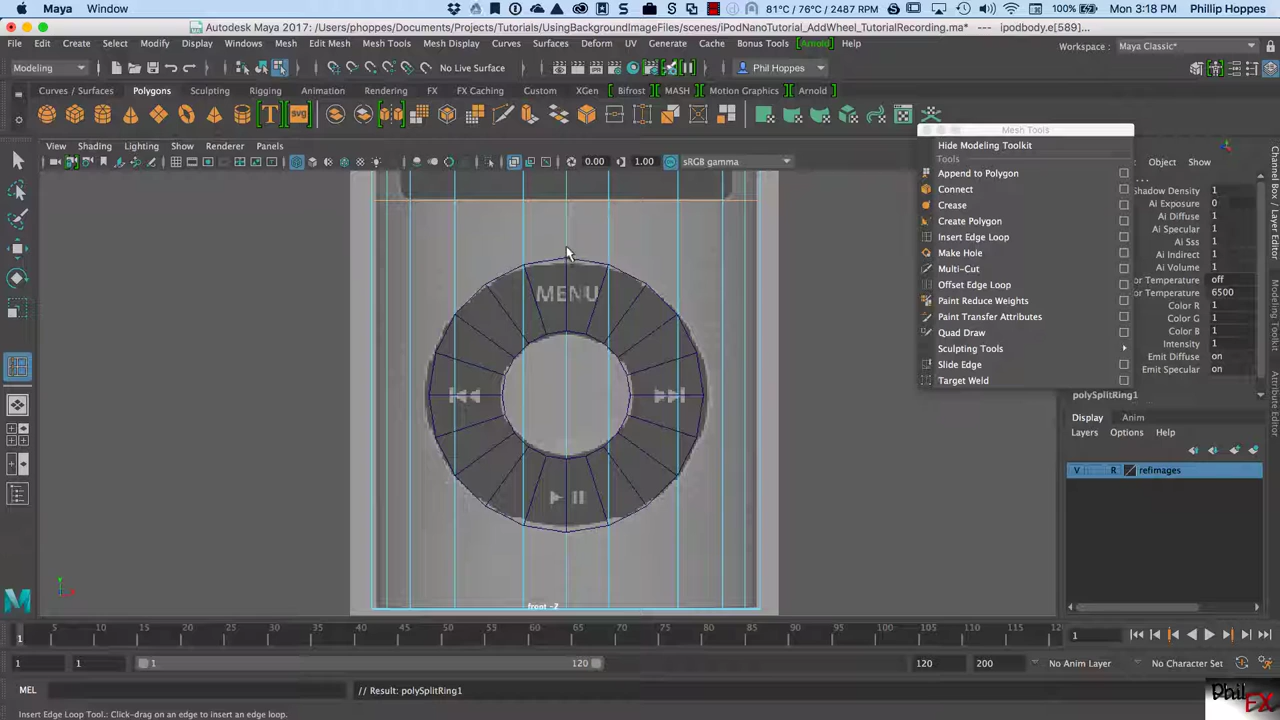 Maya Window 81°C / 76°C / 2487 RPM 100% Mon 3:18 PM Phillip Hoppes
Autodesk Maya 2017: /Users/phoppes/Documents/Projects/Tutorials/UsingBackgroundImageFiles/scenes/iPodNanoTutorial_AddWheel_TutorialRecording.ma* --- ipodbody.e[589]...
File Edit Create Select Modify Display Windows Mesh Edit Mesh Mesh Tools Mesh Display Curves Surfaces Deform UV Generate Cache Bonus Tools Arnold Help
Workspace : Maya Classic*
Modeling No Live Surface Phil Hoppes
Curves / Surfaces Polygons Sculpting Rigging Animation Rendering FX FX Caching Custom XGen Bifrost MASH Motion Graphics Arnold
T svg
Mesh Tools
View Shading Lighting Show Renderer Panels
0.00 1.00 sRGB gamma
Hide Modeling Toolkit
Tools
Append to Polygon
Connect
Crease
Create Polygon
Insert Edge Loop
Make Hole
Multi-Cut
Offset Edge Loop
Paint Reduce Weights
Paint Transfer Attributes
Quad Draw
Sculpting Tools
Slide Edge
Target Weld
Object Show
Shadow Density 1
Ai Exposure 0
Ai Diffuse 1
Ai Specular 1
Ai Sss 1
Ai Indirect 1
Ai Volume 1
or Temperature off
or Temperature 6500
Color R 1
Color G 1
Color B 1
Intensity 1
Emit Diffuse on
Emit Specular on
polySplitRing1
Display Anim
Layers Options Help
V R refimages
Channel Box / Layer Editor
Modeling Toolkit
Attribute Editor
MENU
front -Z
5 10 15 20 25 30 35 40 45 50 55 60 65 70 75 80 85 90 95 100 105 110 115 12
1 1
1 1 1 120 120 200 No Anim Layer No Character Set
MEL // Result: polySplitRing1
Insert Edge Loop Tool.: Click-drag on an edge to insert an edge loop.
Phil FX